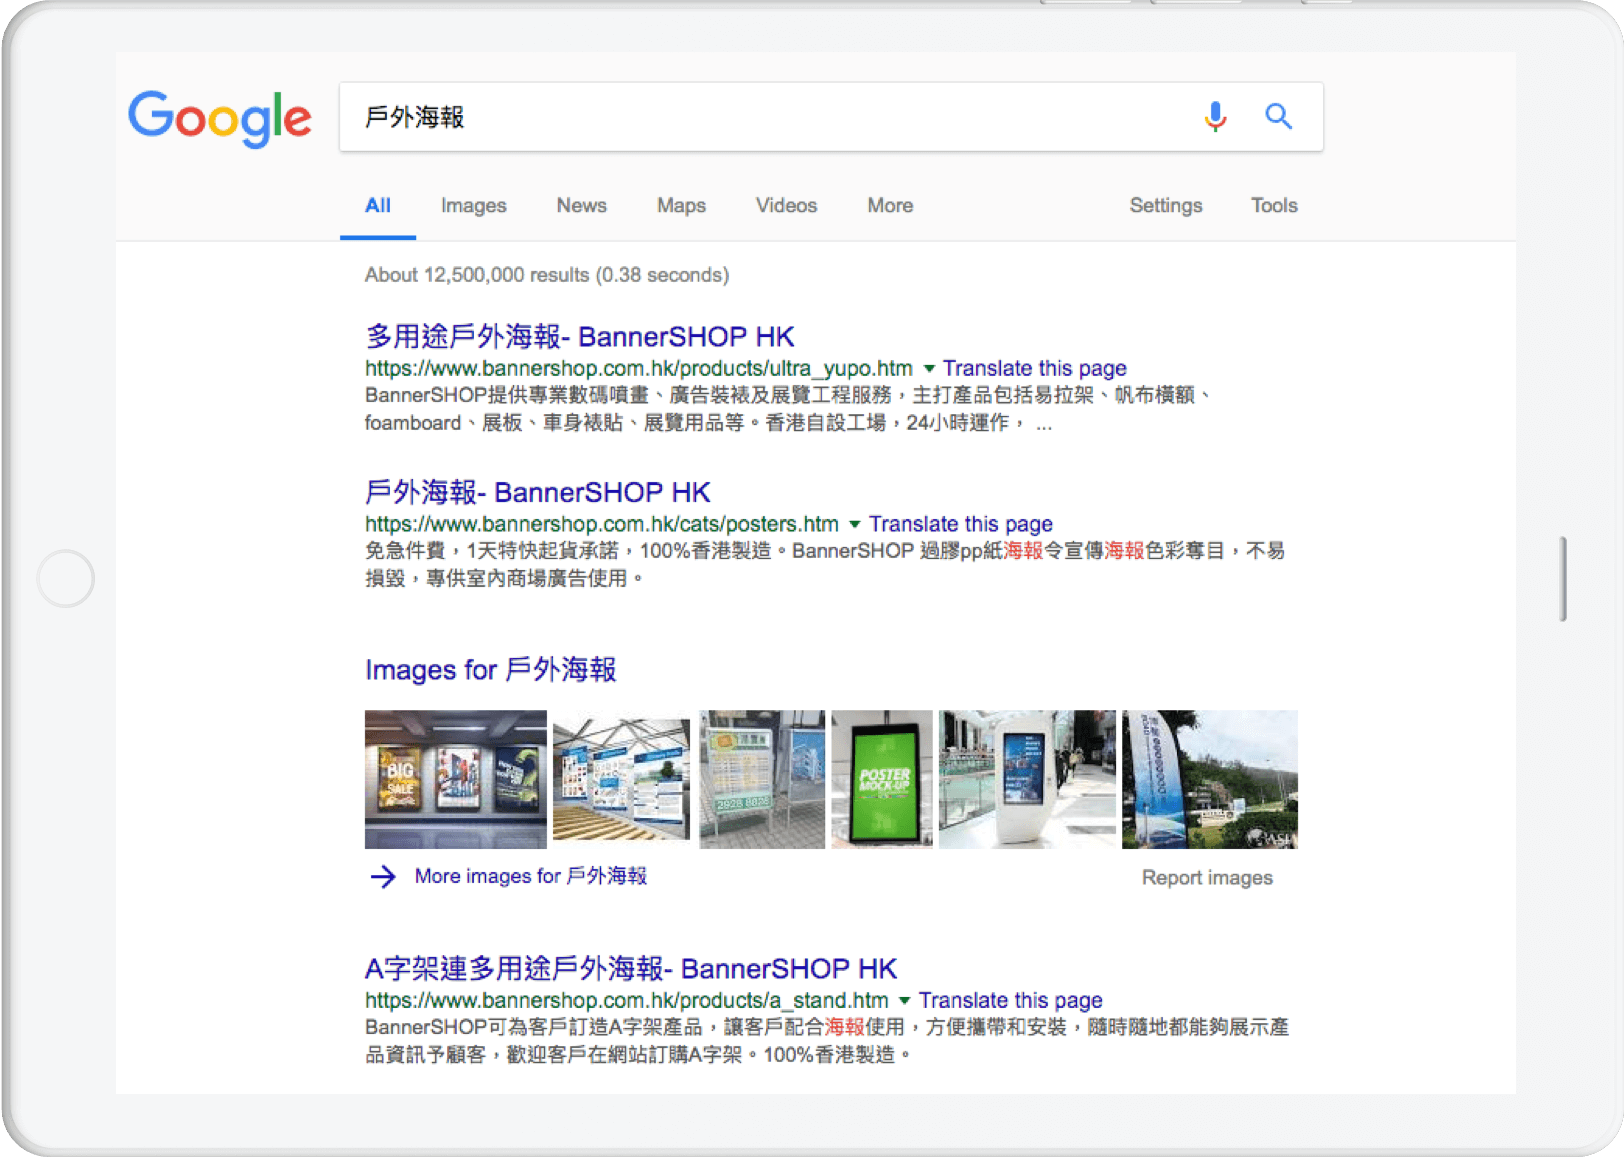 Google
戶外海報
All Images News Maps Videos More Settings Tools
About 12,500,000 results (0.38 seconds)
多用途戶外海報- BannerSHOP HK
https://www.bannershop.com.hk/products/ultra_yupo.htm ▼ Translate this page
BannerSHOP提供專業數碼噴畫、廣告裝裱及展覽工程服務，主打產品包括易拉架、帆布橫額、
foamboard、展板、車身裱貼、展覽用品等。香港自設工場，24小時運作， ...
戶外海報- BannerSHOP HK
https://www.bannershop.com.hk/cats/posters.htm ▼ Translate this page
免急件費，1天特快起貨承諾，100%香港製造。BannerSHOP 過膠pp紙海報令宣傳海報色彩奪目，不易
損毀，專供室內商場廣告使用。
Images for 戶外海報
BIG
SALE
2928 8828
POSTER
MOCK-UP
More images for 戶外海報
Report images
A字架連多用途戶外海報- BannerSHOP HK
https://www.bannershop.com.hk/products/a_stand.htm ▼ Translate this page
BannerSHOP可為客戶訂造A字架產品，讓客戶配合海報使用，方便攜帶和安裝，隨時隨地都能夠展示產
品資訊予顧客，歡迎客戶在網站訂購A字架。100%香港製造。